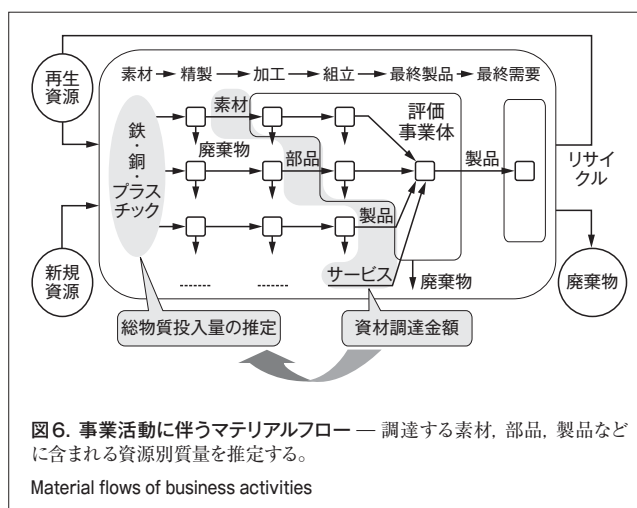 再生
資源
素材 精製 加工 組立 最終製品 最終需要
鉄・銅・プラスチック
素材
廃棄物
部品
製品
サービス
評価
事業体
製品
リサイ
クル
新規
資源
廃棄物
廃棄物
総物質投入量の推定
資材調達金額
図6. 事業活動に伴うマテリアルフロー — 調達する素材, 部品, 製品など
に含まれる資源別質量を推定する。
Material flows of business activities